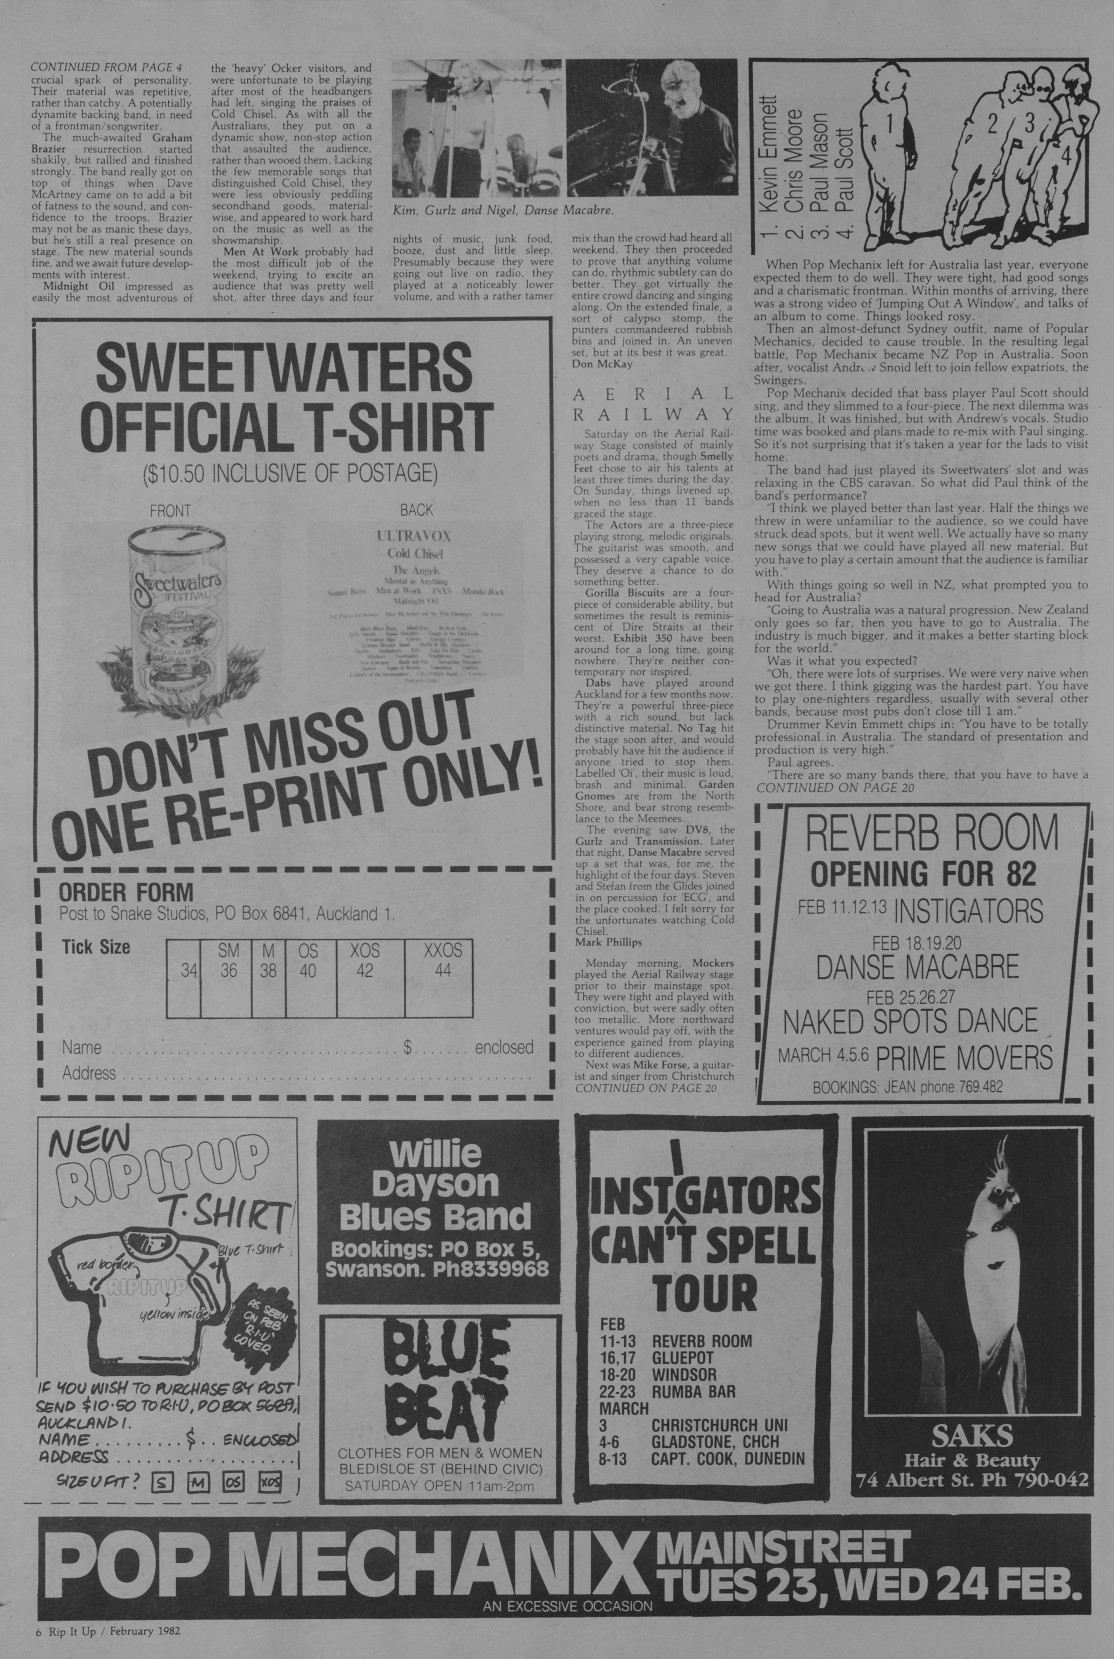 CONTINUED FROM PAGE 4
crucial spark of personality.
Their material was repetitive,
rather than catchy. A potentially
dynamite backing band, in need
of a frontman/songwriter.
The much-awaited Graham
Brazier resurrection started
shakily, but rallied and finished
strongly. The band really got on
top of things when Dave
McArtney came on to add a bit
of fatness to the sound, and con-
fidence to the troops. Brazier
may not be as manic these days,
but he's still a real presence on
stage. The new material sounds
fine, and we await future develop-
ments with interest.
Midnight Oil impressed as
easily the most adventurous of
the 'heavy' Ocker visitors, and
were unfortunate to be playing
after most of the headbangers
had left, singing the praises of
Cold Chisel. As with all the
Australians, they put on a
dynamic show, non-stop action
that assaulted the audience,
rather than wooed them. Lacking
the few memorable songs that
distinguished Cold Chisel, they
were less obviously peddling
secondhand goods, material-
wise, and appeared to work hard
on the music as well as the
showmanship.
Men At Work probably had
the most difficult job of the
weekend, trying to excite an
audience that was pretty well
shot, after three days and four
Kim, Gurlz and Nigel, Danse Macabre.
nights of music, junk food,
booze, dust and little sleep.
Presumably because they were
going out live on radio, they
played at a noticeably lower
volume, and with a rather tamer
mix than the crowd had heard all
weekend. They then proceeded
to prove that anything volume
can do, rhythmic subtlety can do
better. They got virtually the
entire crowd dancing and singing
along. On the extended finale, a
sort of calypso stomp, the
punters commandeered rubbish
bins and joined in. An uneven
set, but at its best it was great.
Don McKay
AERIAL
RAILWAY
Saturday on the Aerial Rail-
way Stage consisted of mainly
poets and drama, though Smelly
Feet chose to air his talents at
least three times during the day.
On Sunday, things livened up,
when no less than 11 bands
graced the stage.
The Actors are a three-piece
playing strong, melodic originals.
The guitarist was smooth, and
possessed a very capable voice.
They deserve a chance to do
something better.
Gorilla Biscuits are a four-
piece of considerable ability, but
sometimes the result is reminis-
cent of Dire Straits at their
worst. Exhibit 350 have been
around for a long time, going
nowhere. They're neither con-
temporary nor inspired.
Dabs have played around
Auckland for a few months now.
They're a powerful three-piece
with a rich sound, but lack
distinctive material. No Tag hit
the stage soon after, and would
probably have hit the audience if
anyone tried to stop them.
Labelled 'Oi', their music is loud,
brash and minimal. Garden
Gnomes are from the North
Shore, and bear strong resemb-
lance to the Meemees.
The evening saw DV8, the
Gurlz and Transmission. Later
that night, Danse Macabre served
up a set that was, for me, the
highlight of the four days. Steven
and Stefan from the Glides joined
in on percussion for 'ECG', and
the place cooked. I felt sorry for
the unfortunates watching Cold
Chisel.
Mark Phillips
Monday morning, Mockers
played the Aerial Railway stage
prior to their mainstage spot.
They were tight and played with
conviction, but were sadly often
too metallic. More northward
ventures would pay off, with the
experience gained from playing
to different audiences.
Next was Mike Forse, a guitar-
ist and singer from Christchurch
CONTINUED ON PAGE 20
1. Kevin Emmett
2. Chris Moore
3. Paul Mason
4. Paul Scott
1
2
3
4
When Pop Mechanix left for Australia last year, everyone
expected them to do well. They were tight, had good songs
and a charismatic frontman. Within months of arriving, there
was a strong video of 'Jumping Out A Window', and talks of
an album to come. Things looked rosy.
Then an almost-defunct Sydney outfit, name of Popular
Mechanics, decided to cause trouble. In the resulting legal
battle, Pop Mechanix became NZ Pop in Australia. Soon
after, vocalist Andrew Snoid left to join fellow expatriots, the
Swingers.
Pop Mechanix decided that bass player Paul Scott should
sing, and they slimmed to a four-piece. The next dilemma was
the album. It was finished, but with Andrew's vocals. Studio
time was booked and plans made to re-mix with Paul singing.
So it's not surprising that it's taken a year for the lads to visit
home.
The band had just played its Sweetwaters' slot and was
relaxing in the CBS caravan. So what did Paul think of the
band's performance?
"I think we played better than last year. Half the things we
threw in were unfamiliar to the audience, so we could have
struck dead spots, but it went well. We actually have so many
new songs that we could have played all new material. But
you have to play a certain amount that the audience is familiar
with."
With things going so well in NZ, what prompted you to
head for Australia?
"Going to Australia was a natural progression. New Zealand
only goes so far, then you have to go to Australia. The
industry is much bigger, and it makes a better starting block
for the world."
Was it what you expected?
"Oh, there were lots of surprises. We were very naive when
we got there. I think gigging was the hardest part. You have
to play one-nighters regardless, usually with several other
bands, because most pubs don't close till 1 am."
Drummer Kevin Emmett chips in: "You have to be totally
professional in Australia. The standard of presentation and
production is very high."
Paul agrees.
"There are so many bands there, that you have to have a
CONTINUED ON PAGE 20
SWEETWATERS
OFFICIAL T-SHIRT
($10.50 INCLUSIVE OF POSTAGE)
FRONT
BACK
Sweetwaters
FESTIVAL
ULTRAVOX
Cold Chisel
The Angels
Mental as Anything
Sunny Boys Men at Work INXS Mondo Rock
Midnight Oil
DON'T MISS OUT
ONE RE-PRINT ONLY!
ORDER FORM
Post to Snake Studios, PO Box 6841, Auckland 1.
Tick Size
SM M OS XOS XXOS
34 36 38 40 42 44
Name ........................ $ ....... enclosed
Address ........................
REVERB ROOM
OPENING FOR 82
FEB 11.12.13 INSTIGATORS
FEB 18.19.20
DANSE MACABRE
FEB 25.26.27
NAKED SPOTS DANCE
MARCH 4.5.6 PRIME MOVERS
BOOKINGS: JEAN phone 769.482
NEW
RIPITUP
T-SHIRT
red border
Blue T-Shirt
RIPITUP
yellow inside
AS SEEN
ON FEB
'R.I.U'
COVER
IF YOU WISH TO PURCHASE BY POST
SEND $10.50 TO R.I.U, PO BOX 5689,
AUCKLAND 1.
NAME ......... $ .. ENCLOSED
ADDRESS ..................
SIZE U FIT? S M OS XOS
Willie
Dayson
Blues Band
Bookings: PO Box 5,
Swanson. Ph8339968
BLUE
BEAT
CLOTHES FOR MEN & WOMEN
BLEDISLOE ST (BEHIND CIVIC)
SATURDAY OPEN 11am-2pm
INSTIGATORS
CAN'T SPELL
TOUR
FEB
11-13 REVERB ROOM
16,17 GLUEPOT
18-20 WINDSOR
22-23 RUMBA BAR
MARCH
3 CHRISTCHURCH UNI
4-6 GLADSTONE, CHCH
8-13 CAPT. COOK, DUNEDIN
SAKS
Hair & Beauty
74 Albert St. Ph 790-042
POP MECHANIX MAINSTREET
TUES 23, WED 24 FEB.
AN EXCESSIVE OCCASION
6 Rip It Up / February 1982